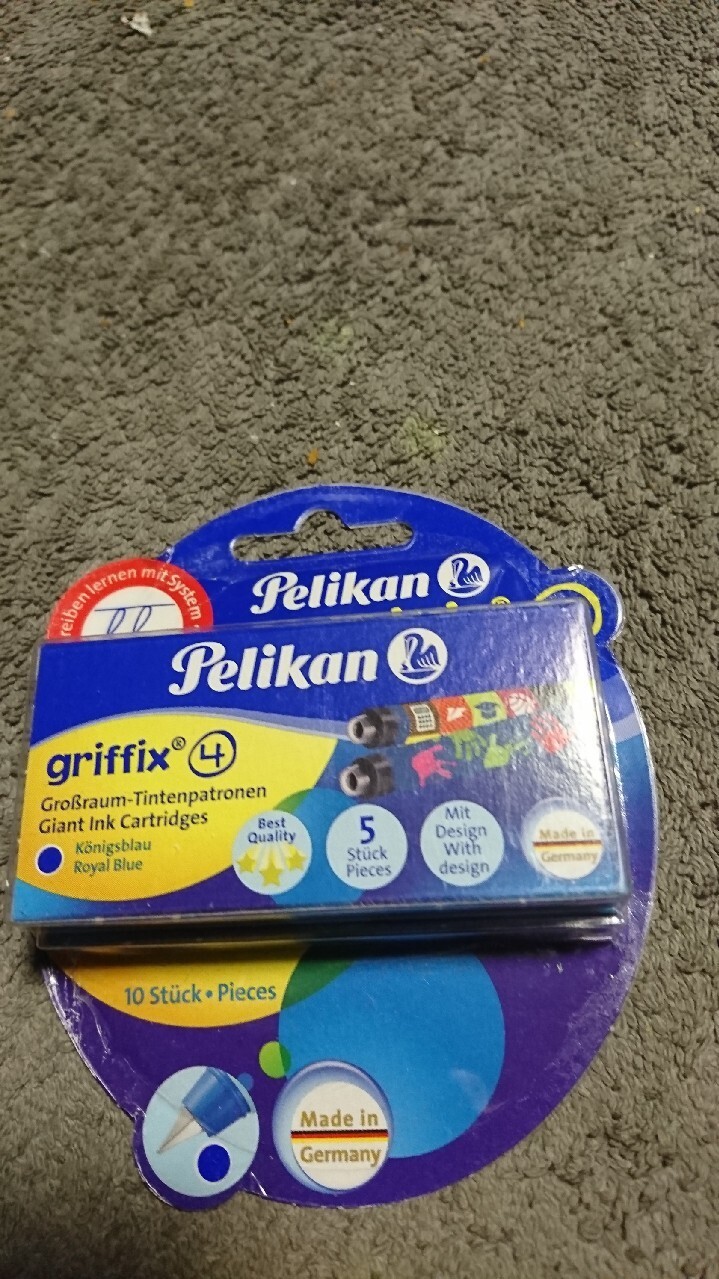 reiben lernen mit System
Pelikan
Pelikan
griffix® 4
Großraum-Tintenpatronen
Giant Ink Cartridges
Königsblau
Royal Blue
Best
Quality
5
Stück
Pieces
Mit
Design
With
design
Made in
Germany
10 Stück • Pieces
Made in
Germany